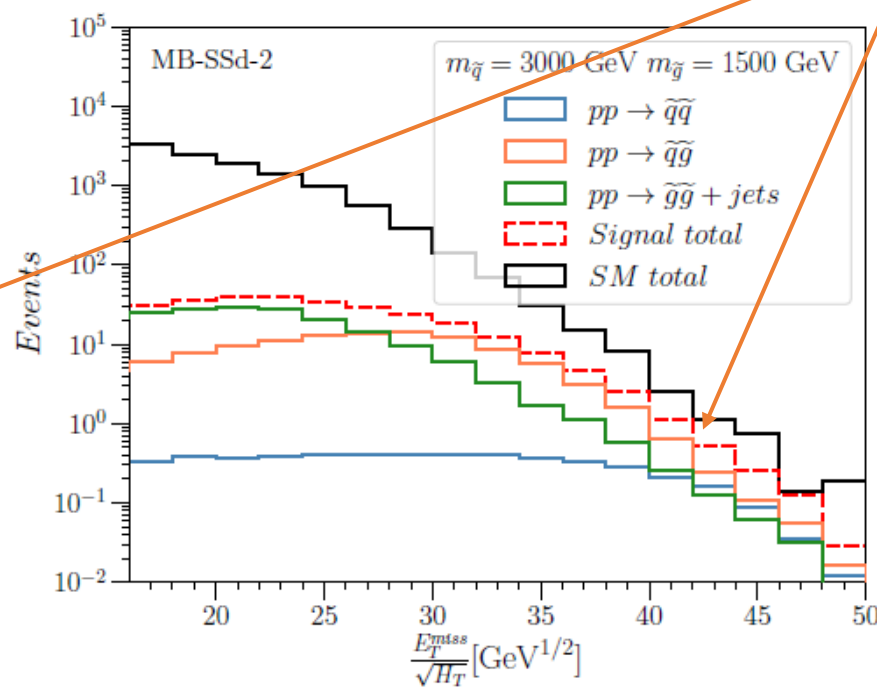 MB-SSd-2
m_q̃ = 3000 GeV m_g̃ = 1500 GeV
pp → q̃q̃
pp → q̃g̃
pp → g̃g̃ + jets
Signal total
SM total
Events
10^5
10^4
10^3
10^2
10^1
10^0
10^−1
10^−2
20 25 30 35 40 45 50
E_T^miss/√H_T [GeV^1/2]